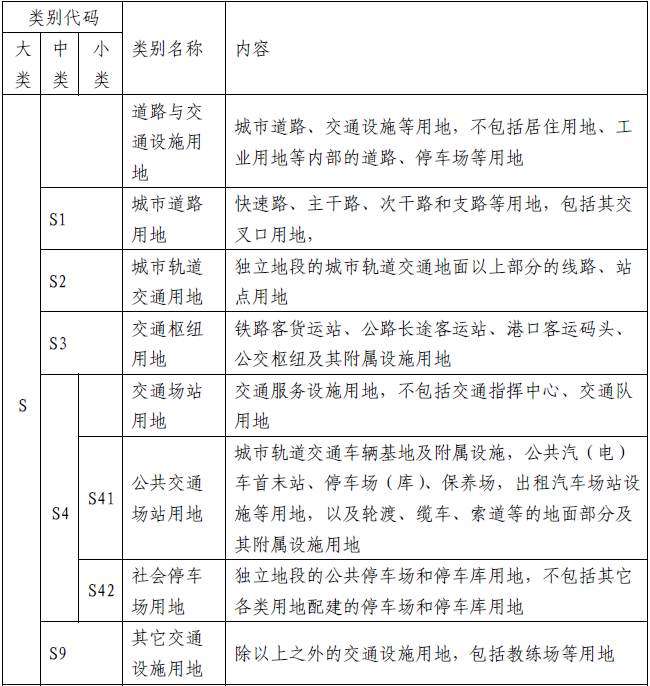 类别代码
大类
中类
小类
类别名称
内容
S
道路与交
通设施用
地
城市道路、交通设施等用地，不包括居住用地、工
业用地等内部的道路、停车场等用地
S1
城市道路
用地
快速路、主干路、次干路和支路等用地，包括其交
叉口用地，
S2
城市轨道
交通用地
独立地段的城市轨道交通地面以上部分的线路、站
点用地
S3
交通枢纽
用地
铁路客货运站、公路长途客运站、港口客运码头、
公交枢纽及其附属设施用地
S4
交通场站
用地
交通服务设施用地，不包括交通指挥中心、交通队
用地
S41
公共交通
场站用地
城市轨道交通车辆基地及附属设施，公共汽（电）
车首末站、停车场（库）、保养场，出租汽车场站设
施等用地，以及轮渡、缆车、索道等的地面部分及
其附属设施用地
S42
社会停车
场用地
独立地段的公共停车场和停车库用地，不包括其它
各类用地配建的停车场和停车库用地
S9
其它交通
设施用地
除以上之外的交通设施用地，包括教练场等用地